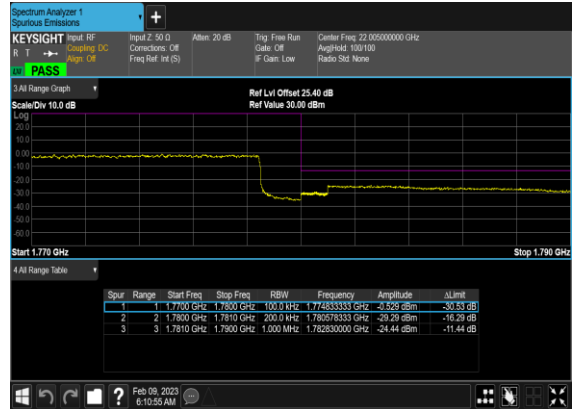 Spectrum Analyzer 1
Spurious Emissions
+
KEYSIGHT Input: RF Input Z: 50 Ω Atten: 20 dB Trig: Free Run Center Freq: 22.005000000 GHz
R T Coupling: DC Corrections: Off Gate: Off Avg|Hold: 100/100
Align: Off Freq Ref: Int (S) IF Gain: Low Radio Std: None
PASS
3 All Range Graph
Ref Lvl Offset 25.40 dB
Scale/Div 10.0 dB Ref Value 30.00 dBm
Log
20.0
10.0
0.00
-10.0
-20.0
-30.0
-40.0
-50.0
-60.0
Start 1.770 GHz Stop 1.790 GHz
4 All Range Table
Spur Range Start Freq Stop Freq RBW Frequency Amplitude ΔLimit
1 1 1.7700 GHz 1.7800 GHz 100.0 kHz 1.774833333 GHz -0.529 dBm -30.53 dB
2 2 1.7800 GHz 1.7810 GHz 200.0 kHz 1.780578333 GHz -29.29 dBm -16.29 dB
3 3 1.7810 GHz 1.7900 GHz 1.000 MHz 1.782830000 GHz -24.44 dBm -11.44 dB
? Feb 09, 2023
6:10:55 AM